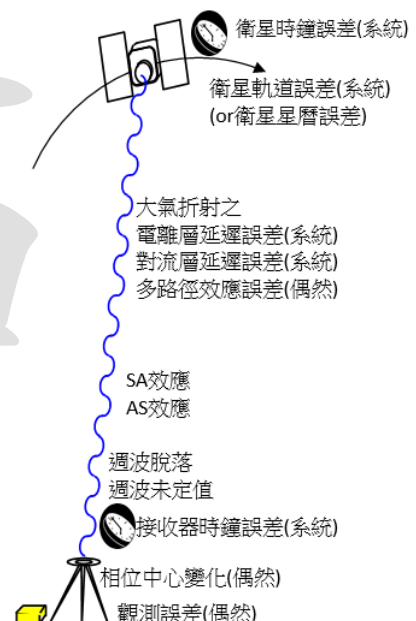 衛星時鐘誤差(系統)
衛星軌道誤差(系統)
(or衛星星曆誤差)
大氣折射之
電離層延遲誤差(系統)
對流層延遲誤差(系統)
多路徑效應誤差(偶然)
SA效應
AS效應
週波脫落
週波未定值
接收器時鐘誤差(系統)
相位中心變化(偶然)
觀測誤差(偶然)